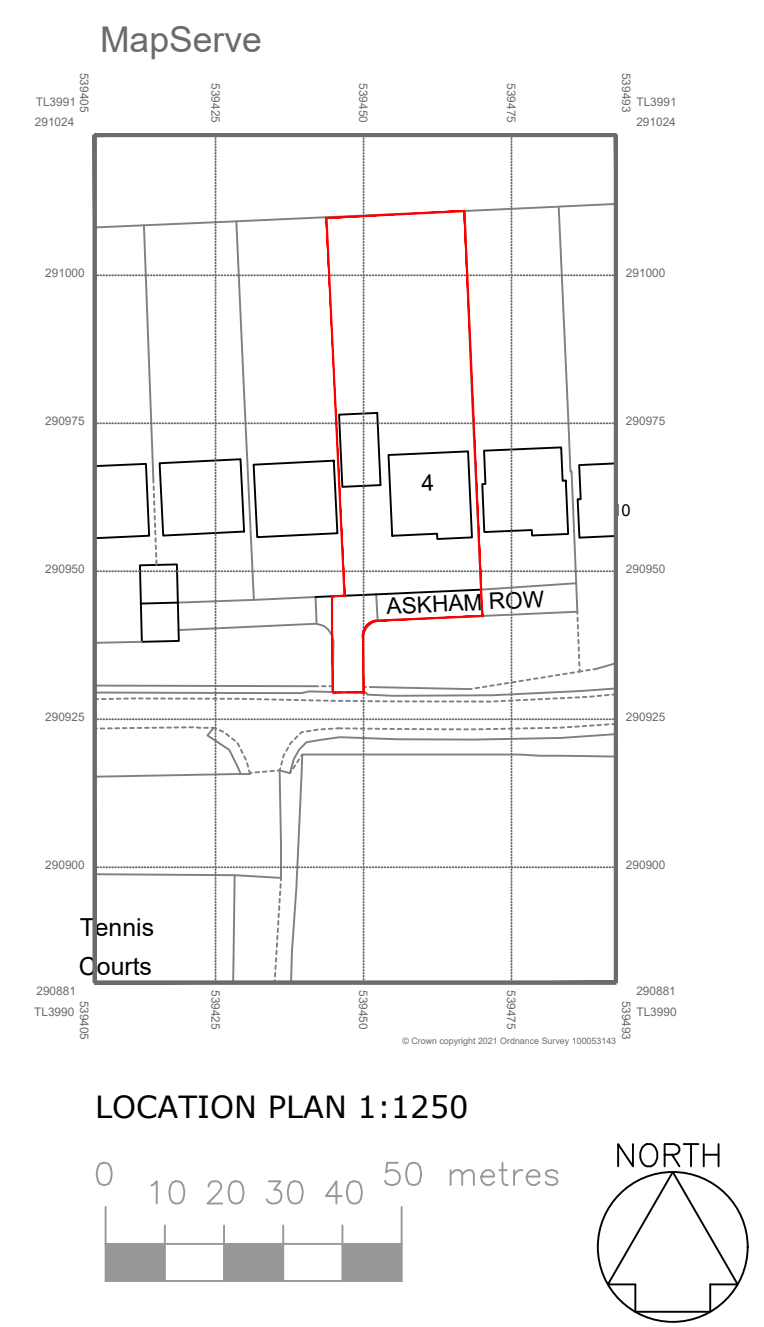 MapServe
539405
539425
539450
539475
539493
TL3991
291024
TL3991
291024
291000
291000
290975
290975
4
0
290950
290950
ASKHAM ROW
290925
290925
290900
290900
Tennis
Courts
290881
TL3990
290881
TL3990
539405
539425
539450
539475
539493
© Crown copyright 2021 Ordnance Survey 100053143
LOCATION PLAN 1:1250
0 10 20 30 40 50 metres
NORTH